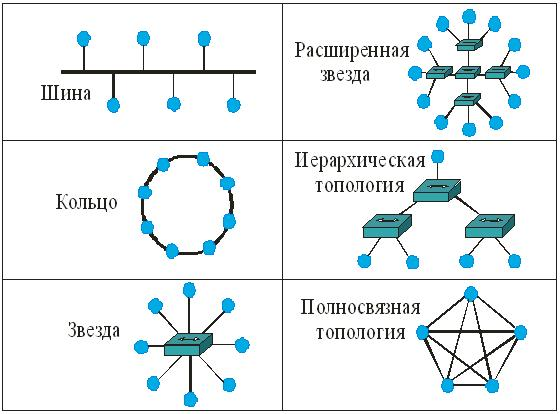 Шина
Расширенная
звезда
Кольцо
Иерархическая
топология
Звезда
Полносвязная
топология